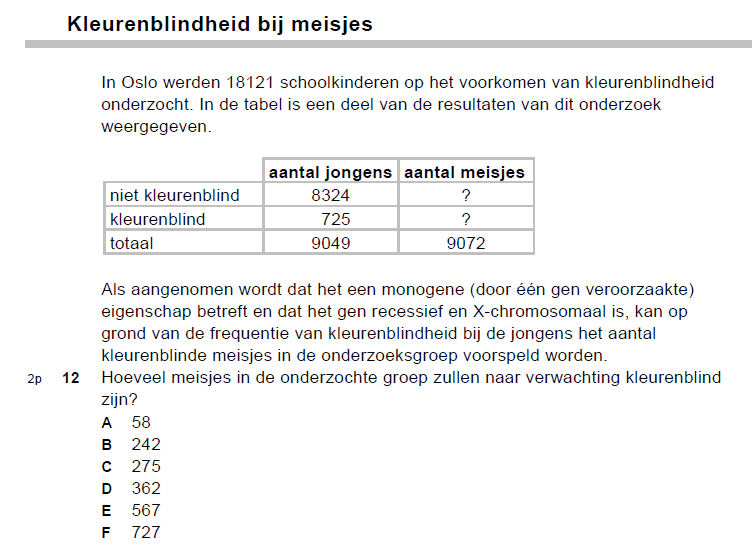 Kleurenblindheid bij meisjes
In Oslo werden 18121 schoolkinderen op het voorkomen van kleurenblindheid
onderzocht. In de tabel is een deel van de resultaten van dit onderzoek
weergegeven.
aantal jongens aantal meisjes
niet kleurenblind 8324 ?
kleurenblind 725 ?
totaal 9049 9072
Als aangenomen wordt dat het een monogene (door één gen veroorzaakte)
eigenschap betreft en dat het gen recessief en X-chromosomaal is, kan op
grond van de frequentie van kleurenblindheid bij de jongens het aantal
kleurenblinde meisjes in de onderzoeksgroep voorspeld worden.
2p 12 Hoeveel meisjes in de onderzochte groep zullen naar verwachting kleurenblind
zijn?
A 58
B 242
C 275
D 362
E 567
F 727